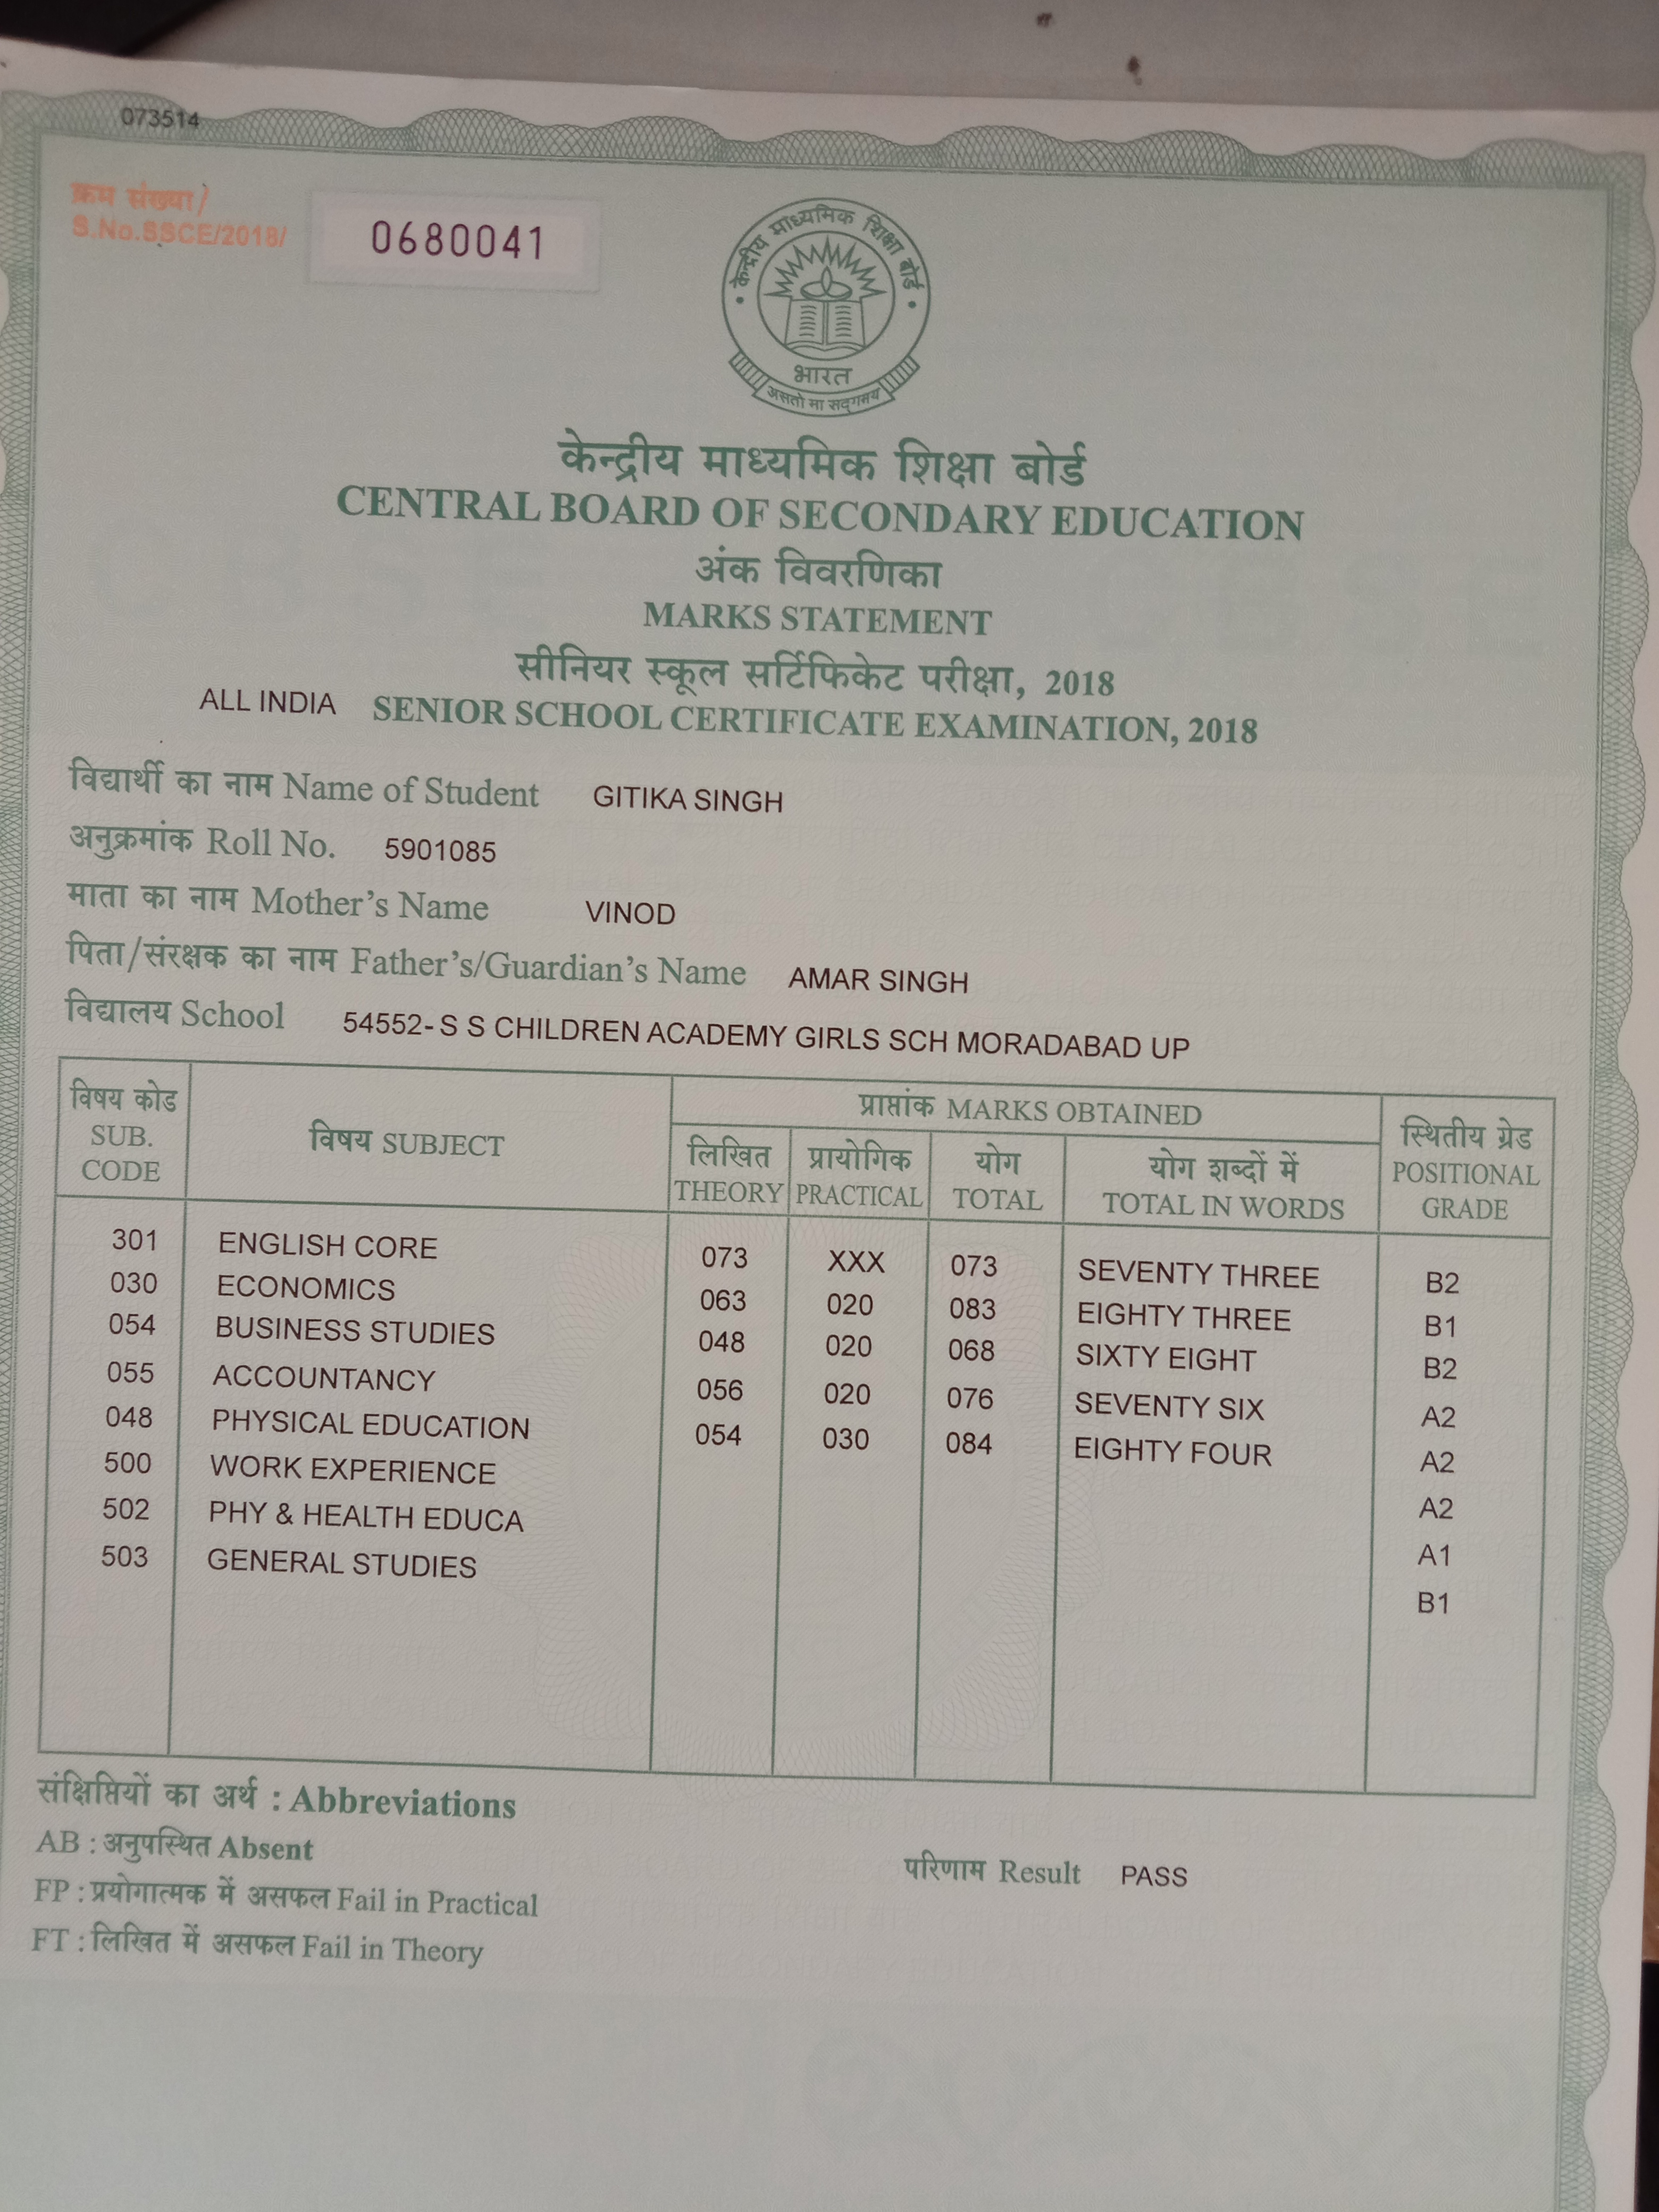 073514
क्रम संख्या/
S.No.SSCE/2018/ 0680041
केन्द्रीय माध्यमिक शिक्षा बोर्ड
भारत
असतो मा सद्गमय
केन्द्रीय माध्यमिक शिक्षा बोर्ड
CENTRAL BOARD OF SECONDARY EDUCATION
अंक विवरणिका
MARKS STATEMENT
सीनियर स्कूल सर्टिफिकेट परीक्षा, 2018
ALL INDIA SENIOR SCHOOL CERTIFICATE EXAMINATION, 2018
विद्यार्थी का नाम Name of Student GITIKA SINGH
अनुक्रमांक Roll No. 5901085
माता का नाम Mother's Name VINOD
पिता/संरक्षक का नाम Father's/Guardian's Name AMAR SINGH
विद्यालय School 54552- S S CHILDREN ACADEMY GIRLS SCH MORADABAD UP
विषय कोड SUB. CODE विषय SUBJECT प्राप्तांक MARKS OBTAINED स्थितीय ग्रेड POSITIONAL GRADE
लिखित THEORY प्रायोगिक PRACTICAL योग TOTAL योग शब्दों में TOTAL IN WORDS
301 ENGLISH CORE 073 XXX 073 SEVENTY THREE B2
030 ECONOMICS 063 020 083 EIGHTY THREE B1
054 BUSINESS STUDIES 048 020 068 SIXTY EIGHT B2
055 ACCOUNTANCY 056 020 076 SEVENTY SIX A2
048 PHYSICAL EDUCATION 054 030 084 EIGHTY FOUR A2
500 WORK EXPERIENCE A2
502 PHY & HEALTH EDUCA A1
503 GENERAL STUDIES B1
संक्षिप्तियों का अर्थ : Abbreviations
AB : अनुपस्थित Absent
परिणाम Result PASS
FP : प्रयोगात्मक में असफल Fail in Practical
FT : लिखित में असफल Fail in Theory